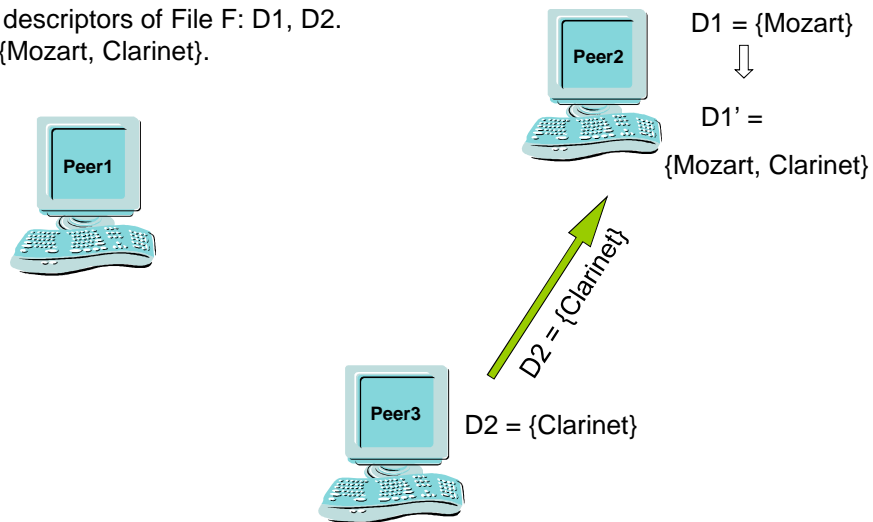 descriptors of File F: D1, D2.
{Mozart, Clarinet}.
Peer1
Peer2
D1 = {Mozart}
D1’ =
{Mozart, Clarinet}
D2 = {Clarinet}
Peer3
D2 = {Clarinet}